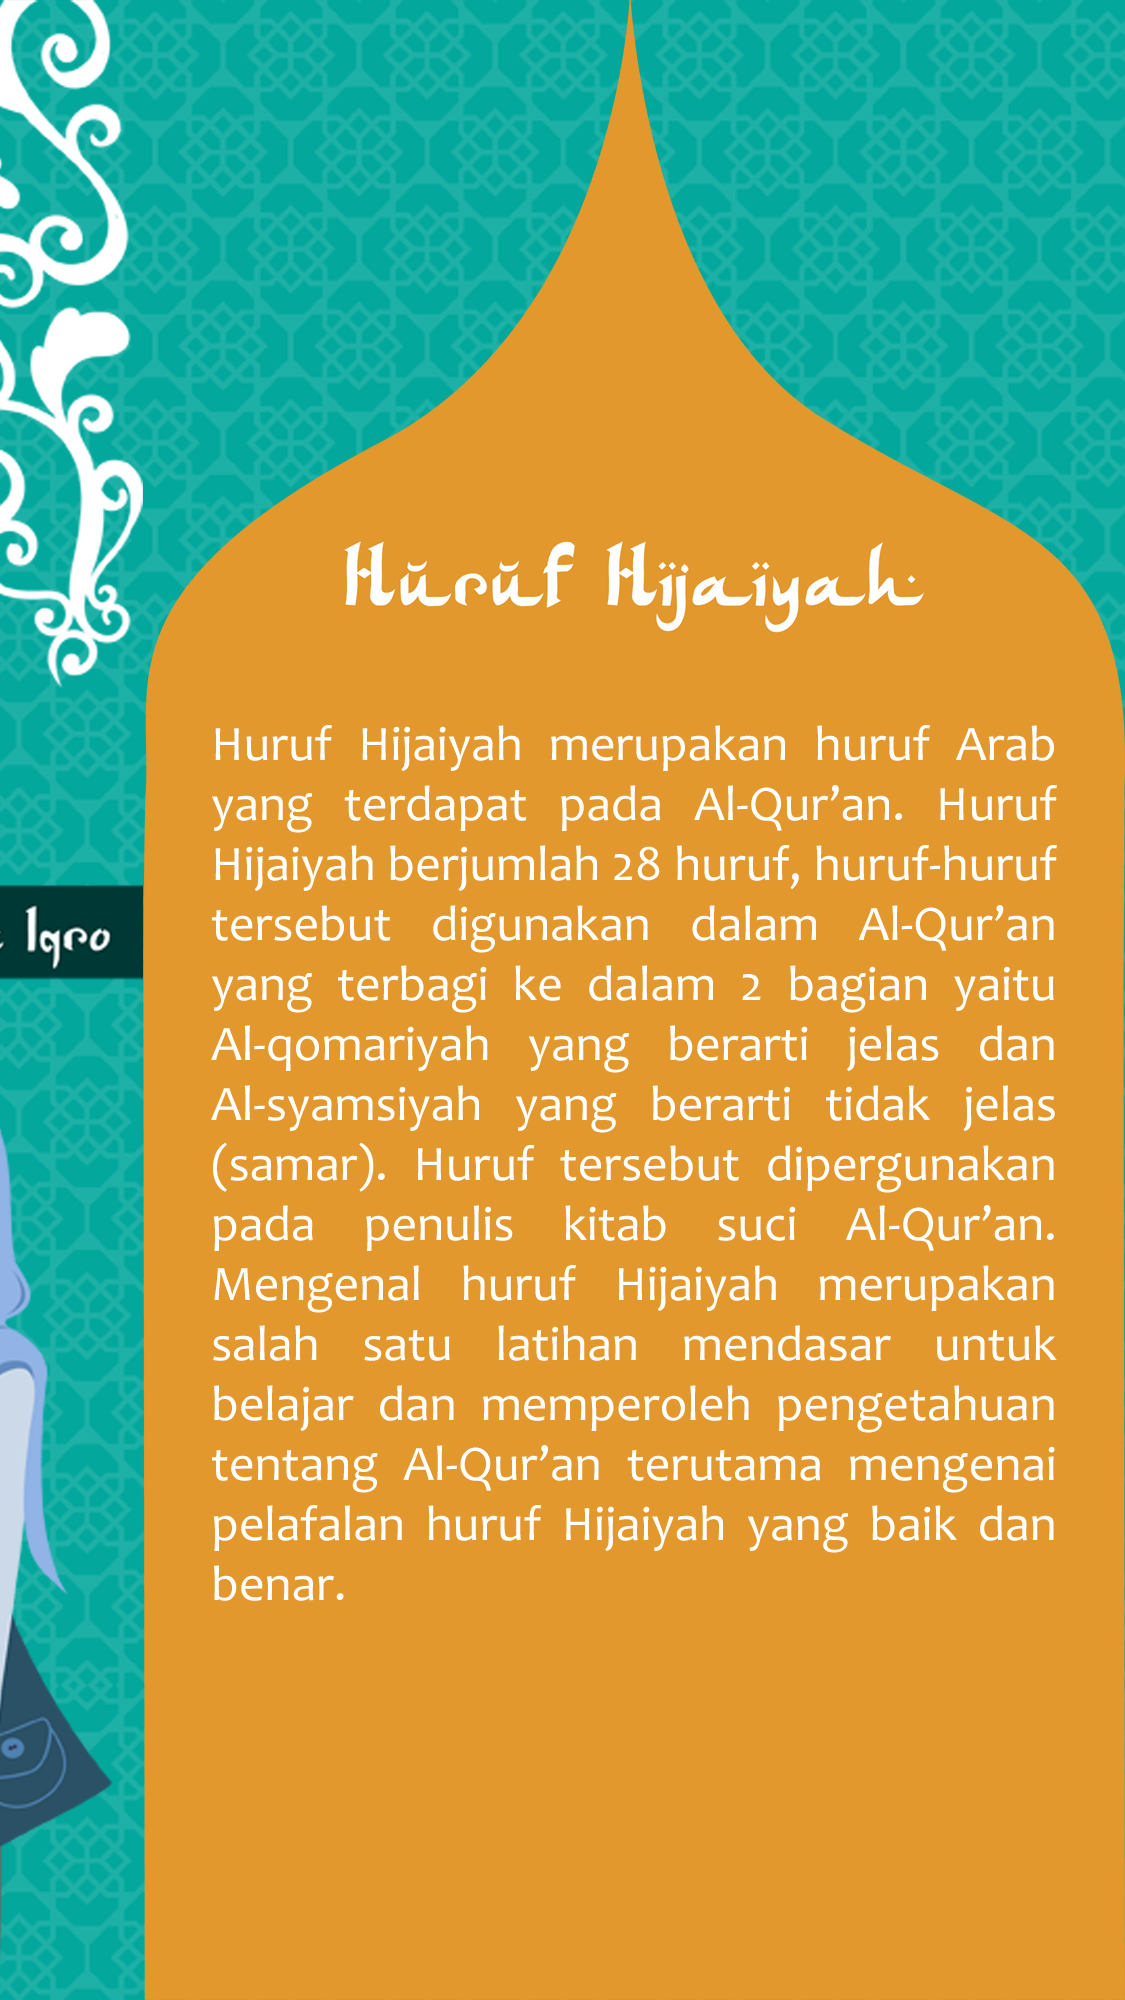 Huruf Hijaiyah
Huruf Hijaiyah merupakan huruf Arab
yang terdapat pada Al-Qur’an. Huruf
Hijaiyah berjumlah 28 huruf, huruf-huruf
tersebut digunakan dalam Al-Qur’an
yang terbagi ke dalam 2 bagian yaitu
Al-qomariyah yang berarti jelas dan
Al-syamsiyah yang berarti tidak jelas
(samar). Huruf tersebut dipergunakan
pada penulis kitab suci Al-Qur’an.
Mengenal huruf Hijaiyah merupakan
salah satu latihan mendasar untuk
belajar dan memperoleh pengetahuan
tentang Al-Qur’an terutama mengenai
pelafalan huruf Hijaiyah yang baik dan
benar.
Iqro